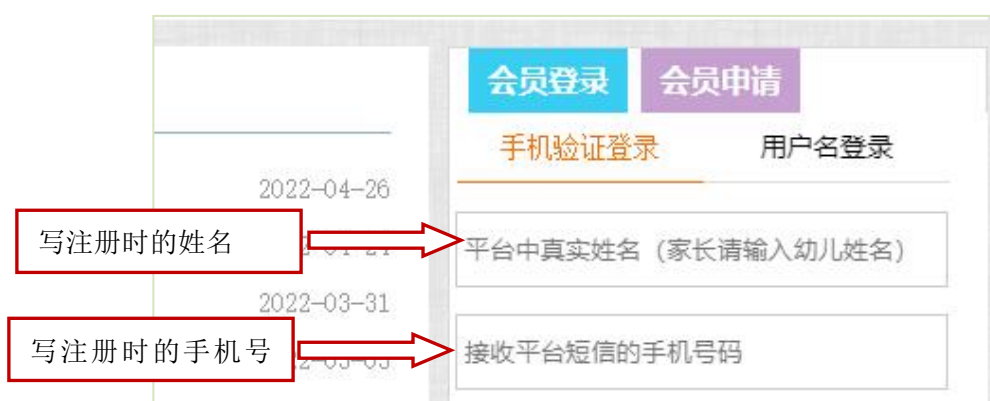 会员登录 会员申请
手机验证登录 用户名登录
2022-04-26
写注册时的姓名
平台中真实姓名（家长请输入幼儿姓名）
2022-03-31
写注册时的手机号
接收平台短信的手机号码